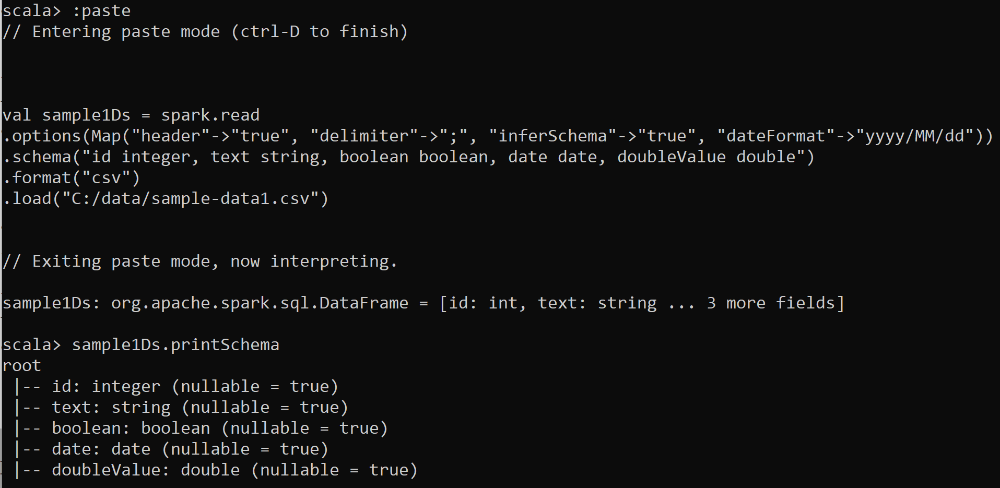 scala> :paste
// Entering paste mode (ctrl-D to finish)
val sample1Ds = spark.read
.options(Map("header"->"true", "delimiter"->";", "inferSchema"->"true", "dateFormat"->"yyyy/MM/dd"))
.schema("id integer, text string, boolean boolean, date date, doubleValue double")
.format("csv")
.load("C:/data/sample-data1.csv")
// Exiting paste mode, now interpreting.
sample1Ds: org.apache.spark.sql.DataFrame = [id: int, text: string ... 3 more fields]
scala> sample1Ds.printSchema
root
 |-- id: integer (nullable = true)
 |-- text: string (nullable = true)
 |-- boolean: boolean (nullable = true)
 |-- date: date (nullable = true)
 |-- doubleValue: double (nullable = true)